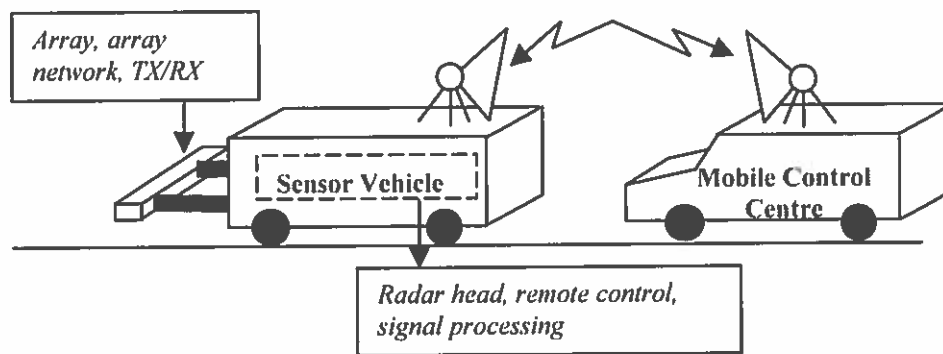 Array, array
network, TX/RX
Sensor Vehicle
Mobile Control
Centre
Radar head, remote control,
signal processing